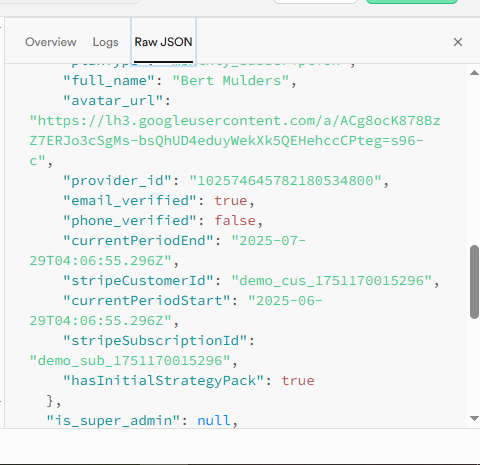 Overview Logs Raw JSON
"full_name": "Bert Mulders",
"avatar_url":
"https://lh3.googleusercontent.com/a/ACg8ocK878Bz
Z7ERJo3cSgMs-bsQhUD4eduyWekXk5QEHehccCPteg=s96-
c",
"provider_id": "102574645782180534800",
"email_verified": true,
"phone_verified": false,
"currentPeriodEnd": "2025-07-
29T04:06:55.296Z",
"stripeCustomerId": "demo_cus_1751170015296",
"currentPeriodStart": "2025-06-
29T04:06:55.296Z",
"stripeSubscriptionId":
"demo_sub_1751170015296",
"hasInitialStrategyPack": true
},
"is_super_admin": null,